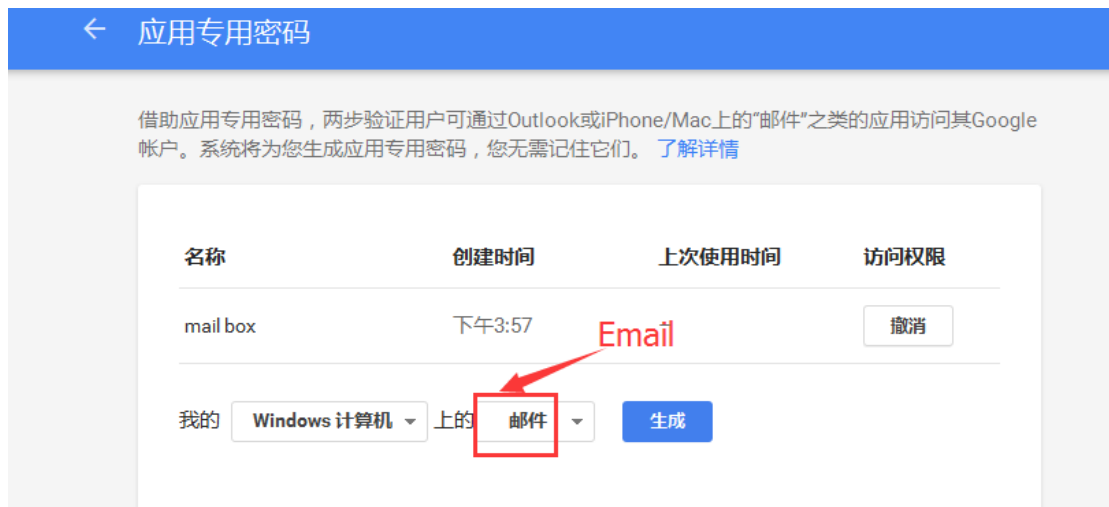 应用专用密码
借助应用专用密码，两步验证用户可通过Outlook或iPhone/Mac上的“邮件”之类的应用访问其Google
帐户。系统将为您生成应用专用密码，您无需记住它们。 了解详情
名称 创建时间 上次使用时间 访问权限
mail box 下午3:57 撤消
Email
我的 Windows 计算机 上的 邮件 生成